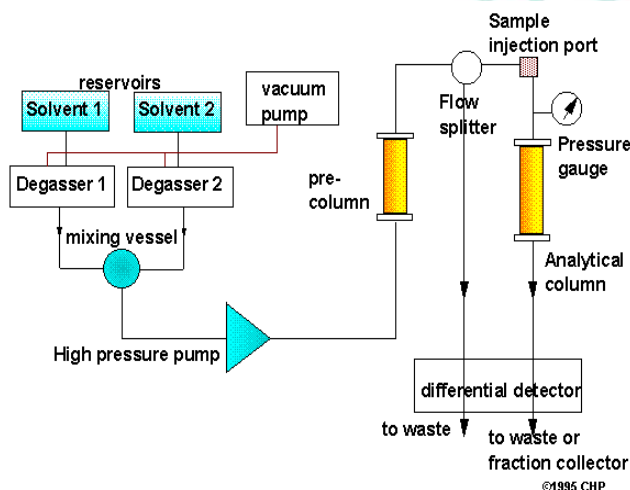 Sample
injection port
reservoirs
Solvent 1
Solvent 2
vacuum
pump
Flow
splitter
Degasser 1
Degasser 2
pre-
column
Pressure
gauge
mixing vessel
Analytical
column
High pressure pump
differential detector
to waste
to waste or
fraction collector
©1995 CHP